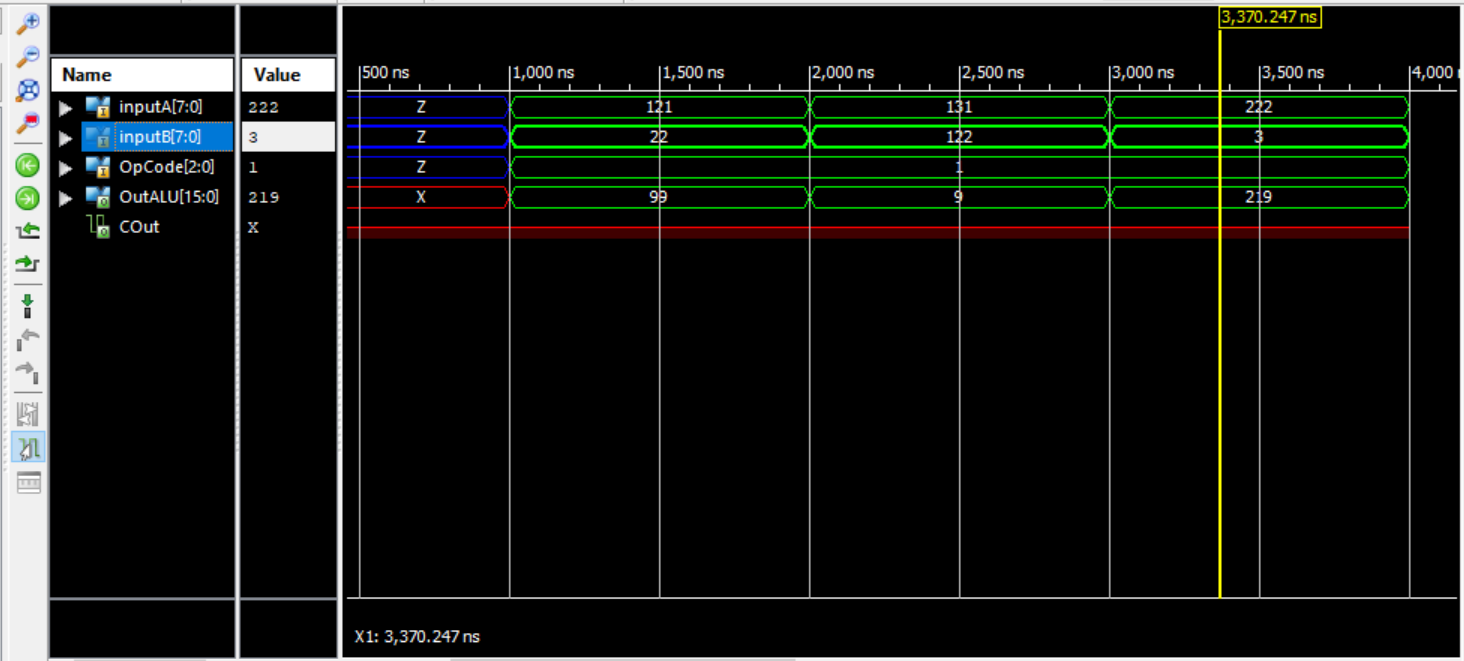 3,370.247 ns
Name Value 500 ns 1,000 ns 1,500 ns 2,000 ns 2,500 ns 3,000 ns 3,500 ns 4,000
inputA[7:0] 222 Z 121 131 222
inputB[7:0] 3 Z 22 122 3
OpCode[2:0] 1 Z 1
OutALU[15:0] 219 X 99 9 219
COut X
X1: 3,370.247 ns